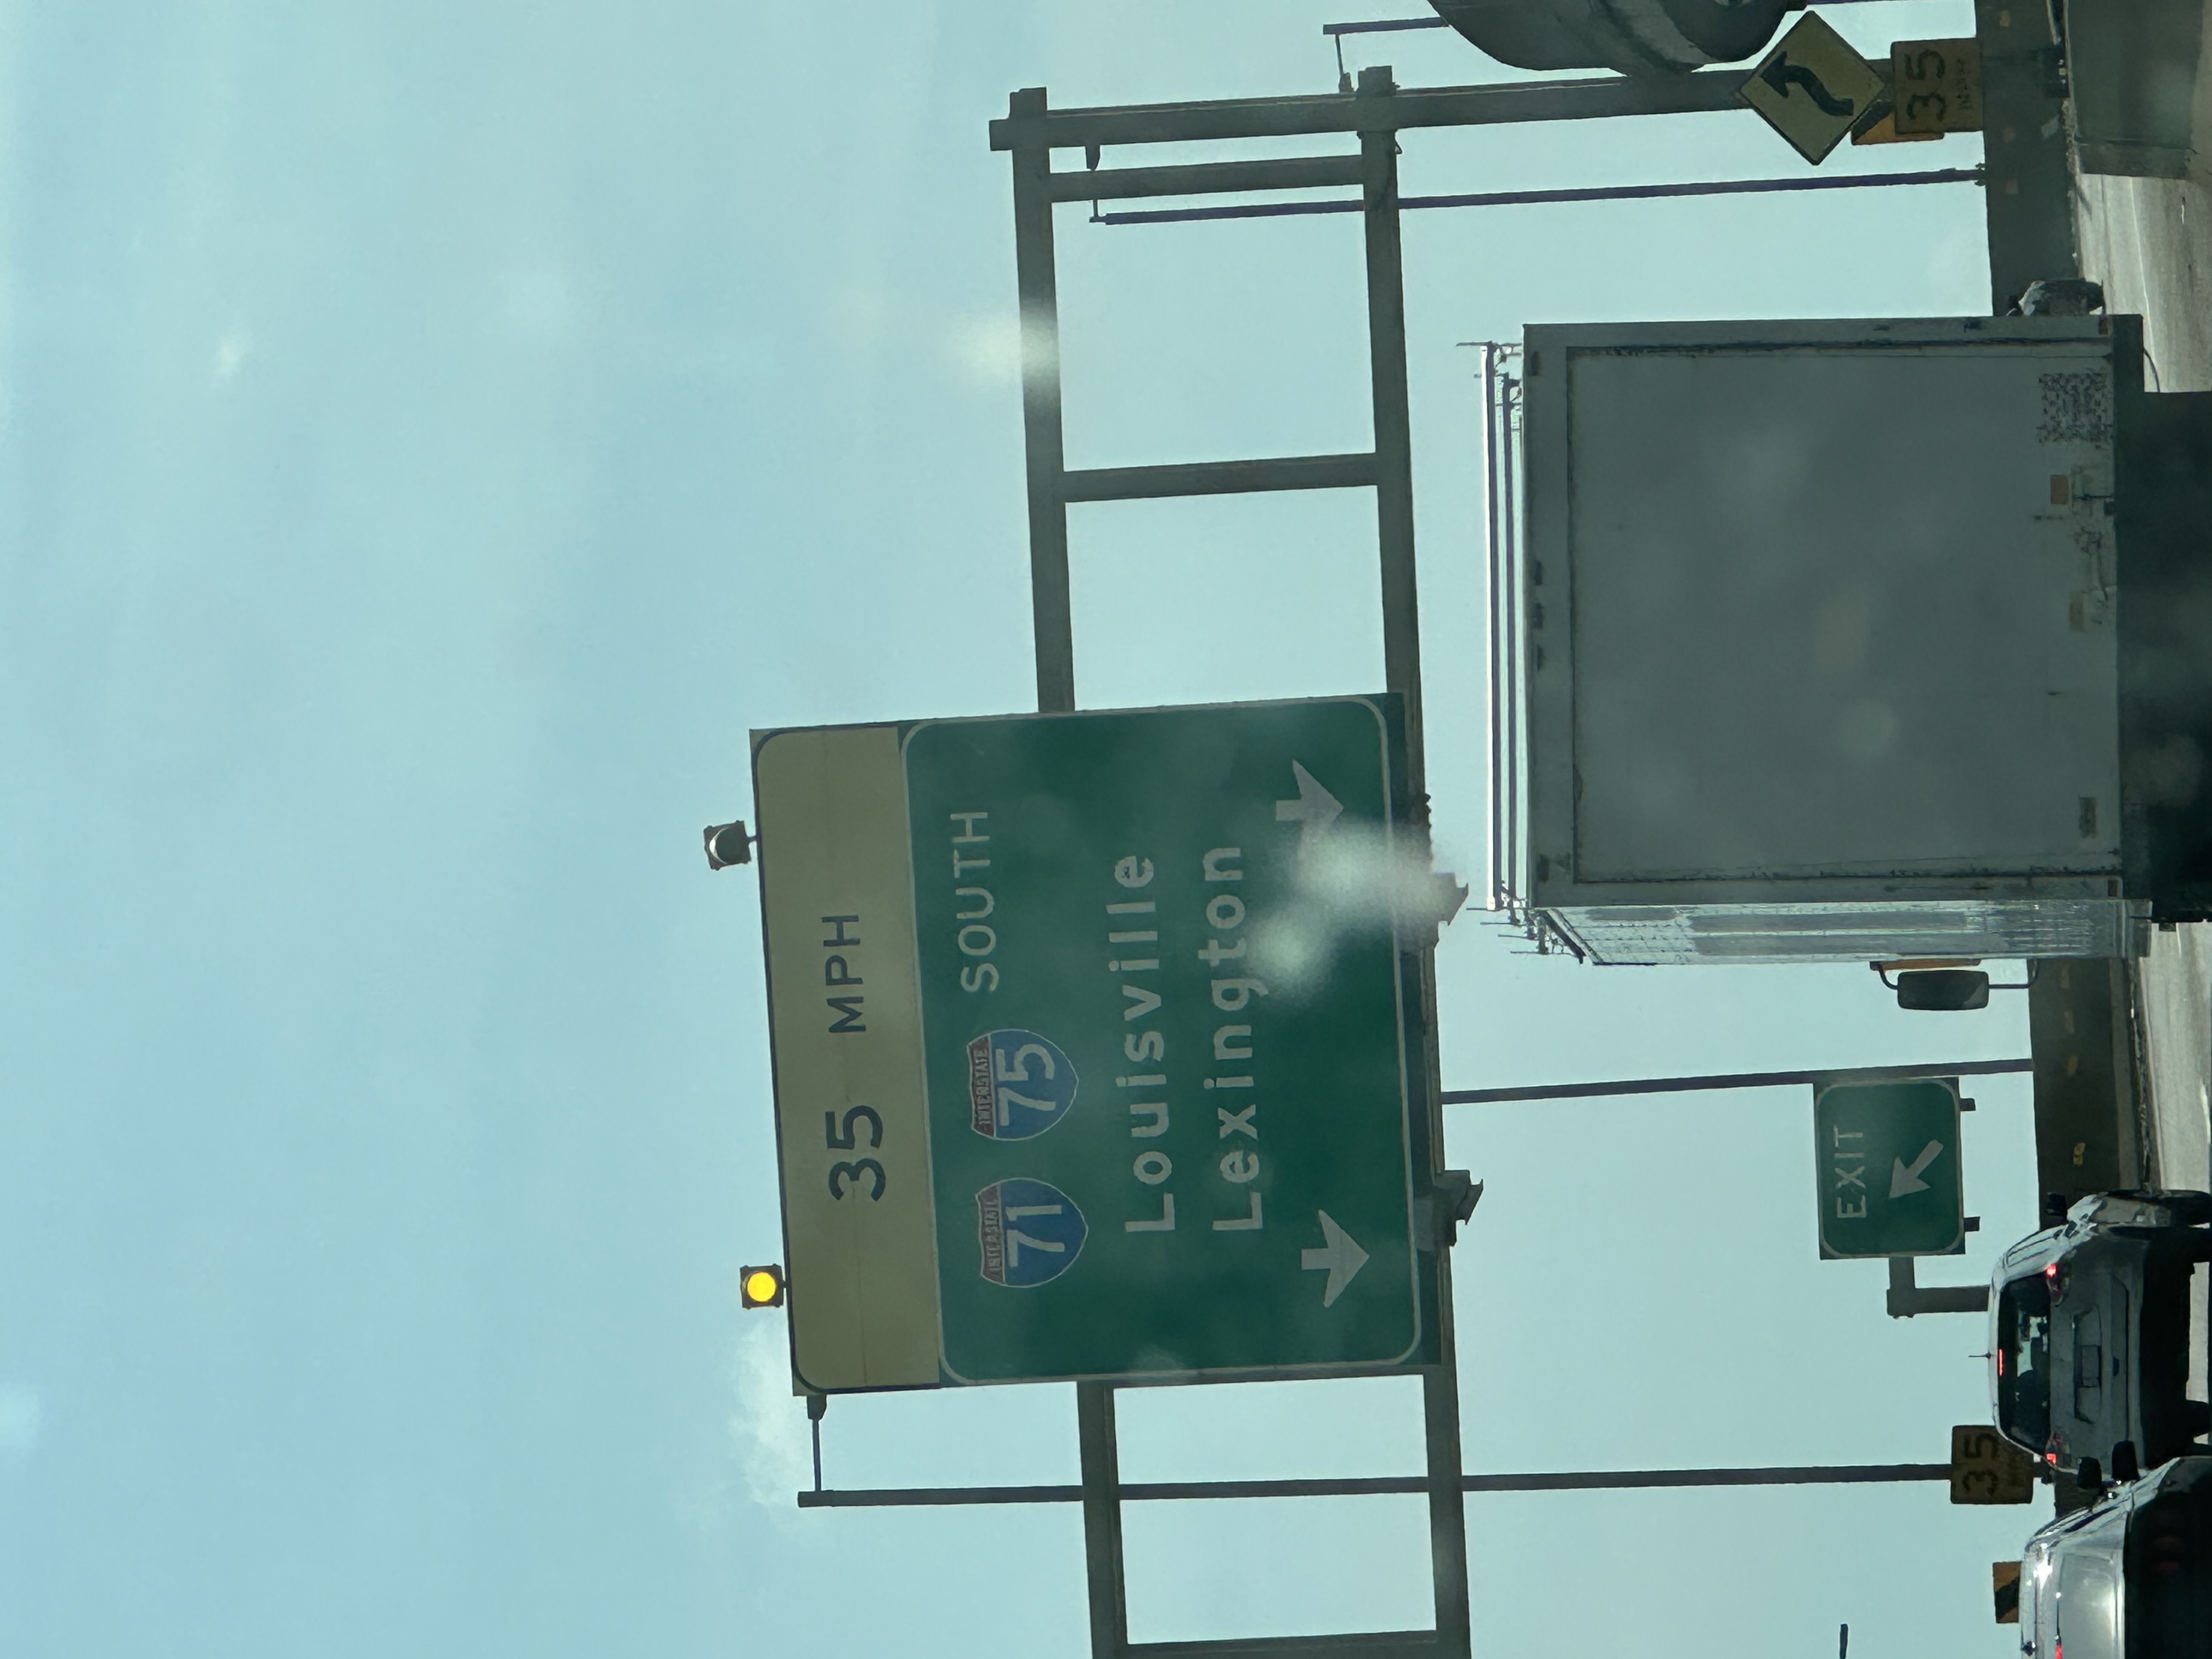 35 MPH
INTERSTATE 71 INTERSTATE 75 SOUTH
Louisville
Lexington
EXIT
35
35